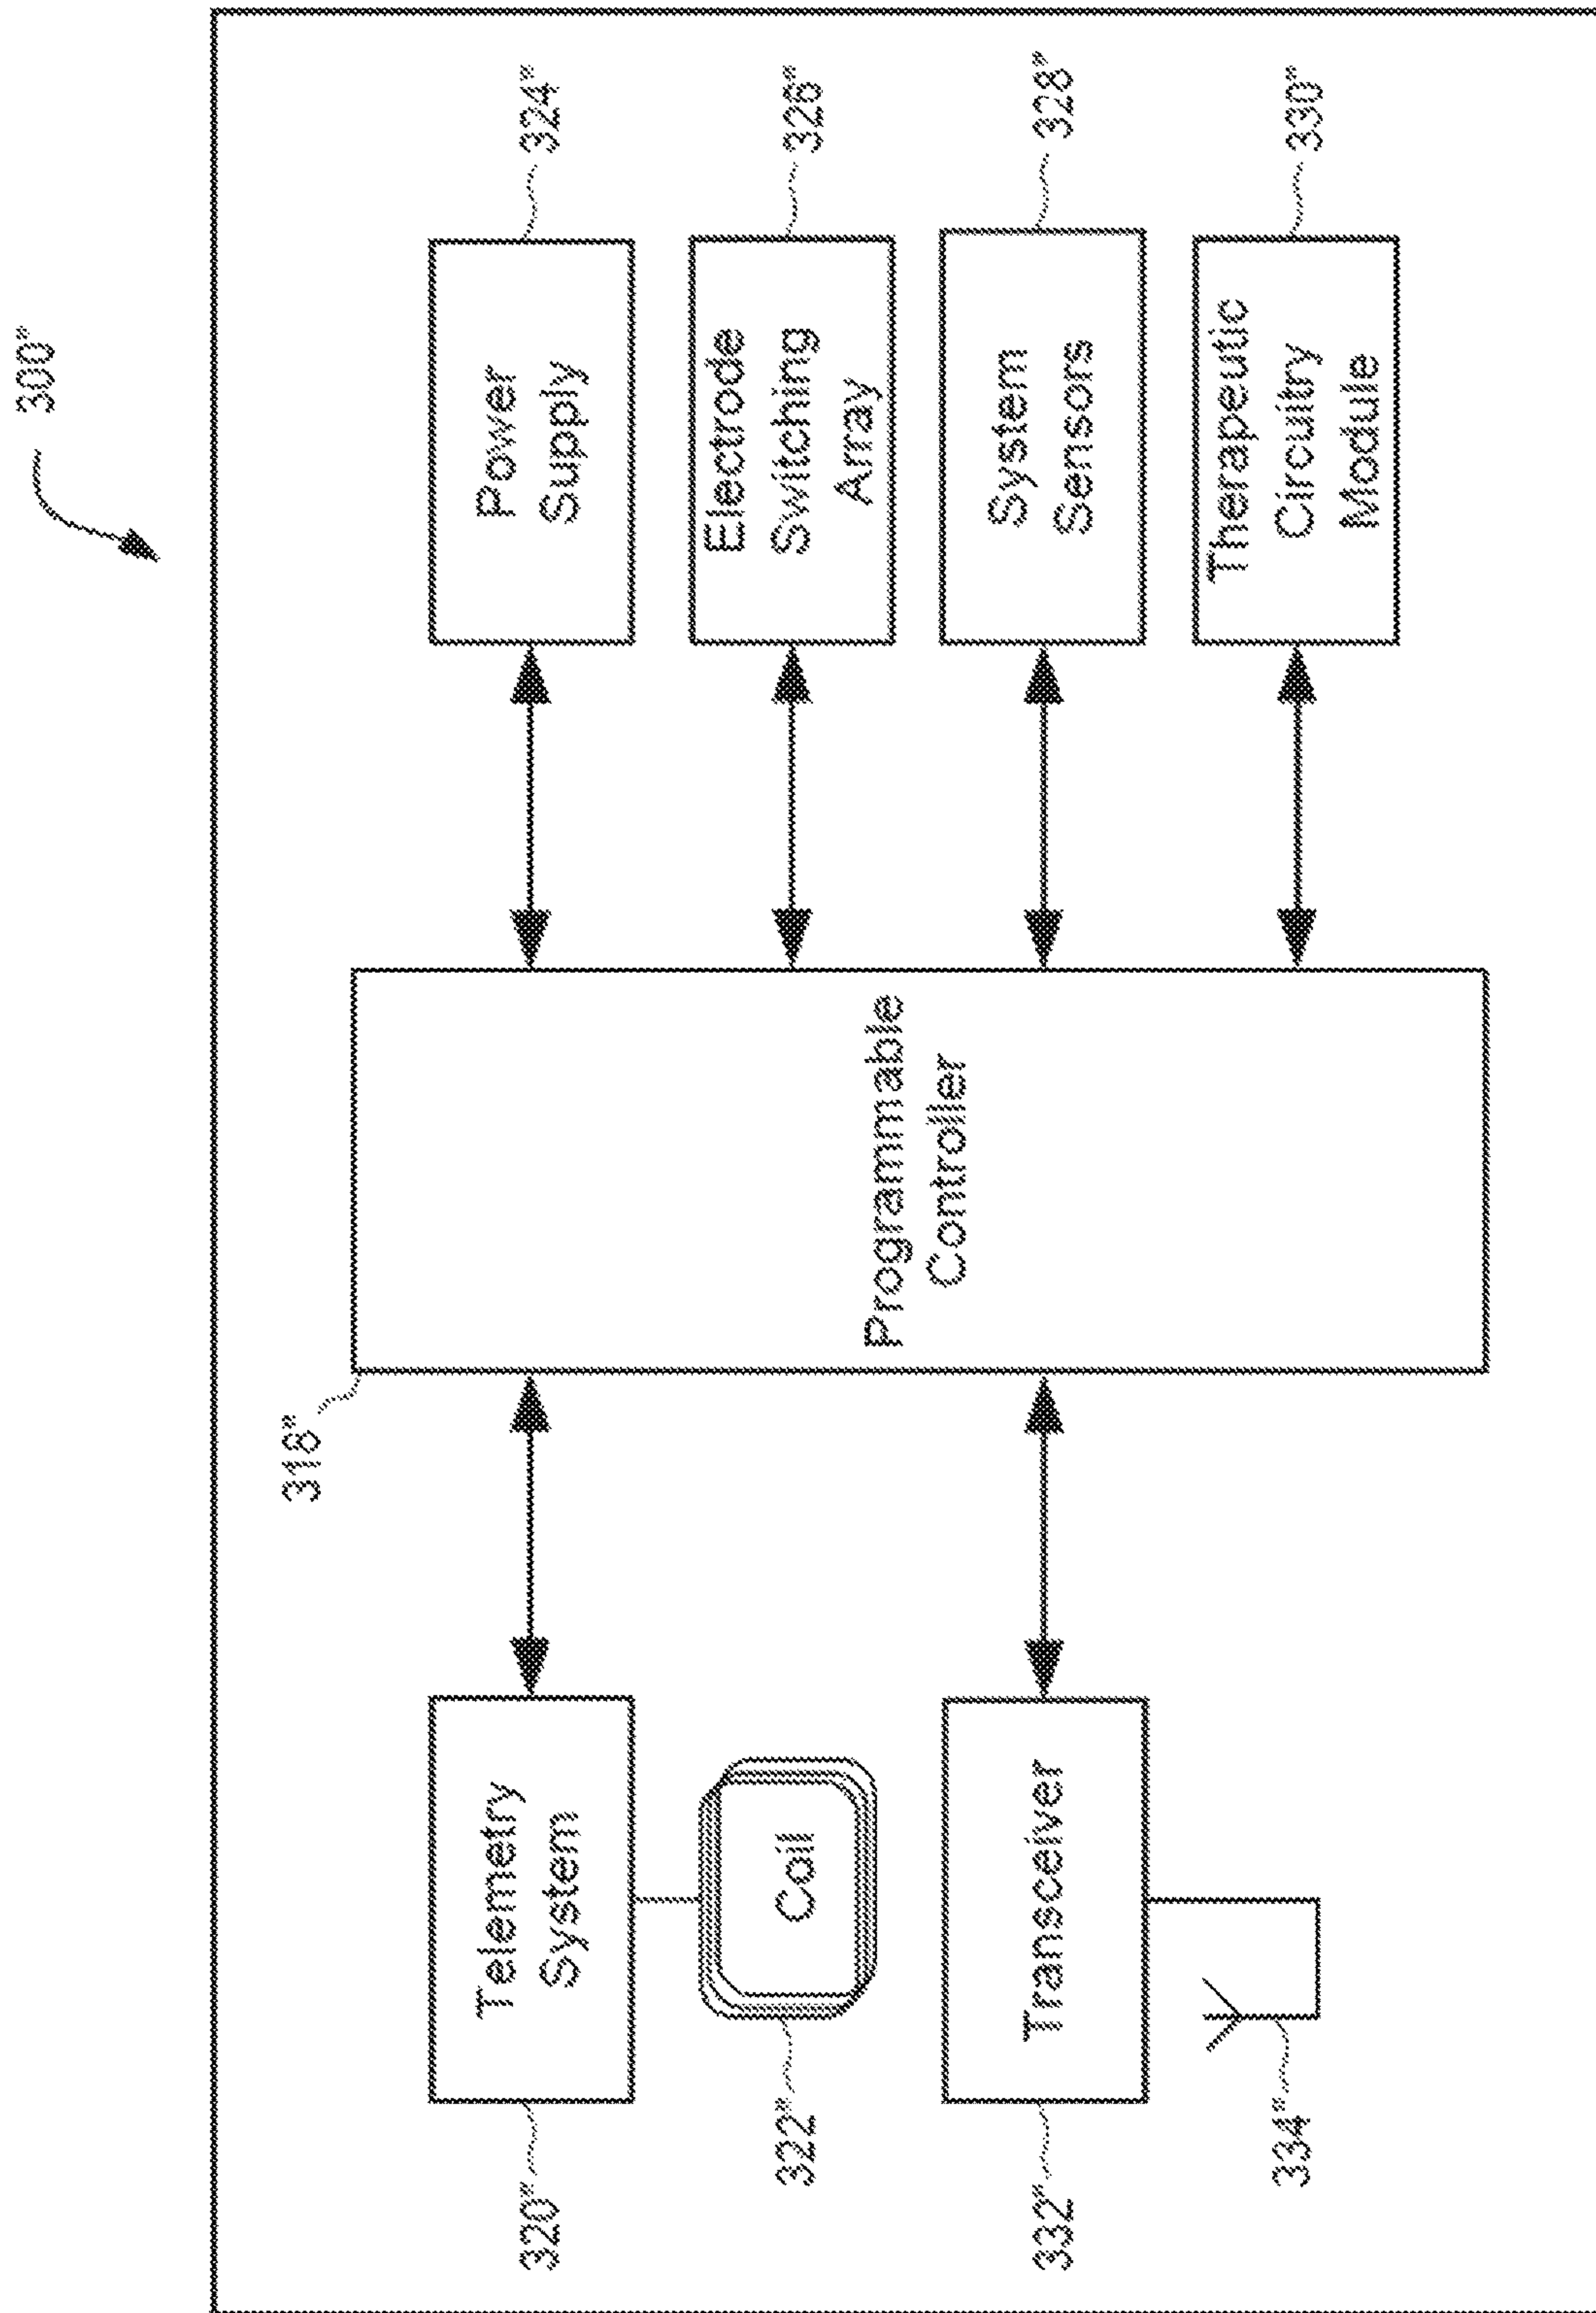 300"
318"
320"
Telemetry
System
Power
Supply
324"
322"
Coil
Electrode
Switching
Array
326"
Programmable
Controller
332"
Transceiver
System
Sensors
328"
334"
Therapeutic
Circuitry
Module
330"